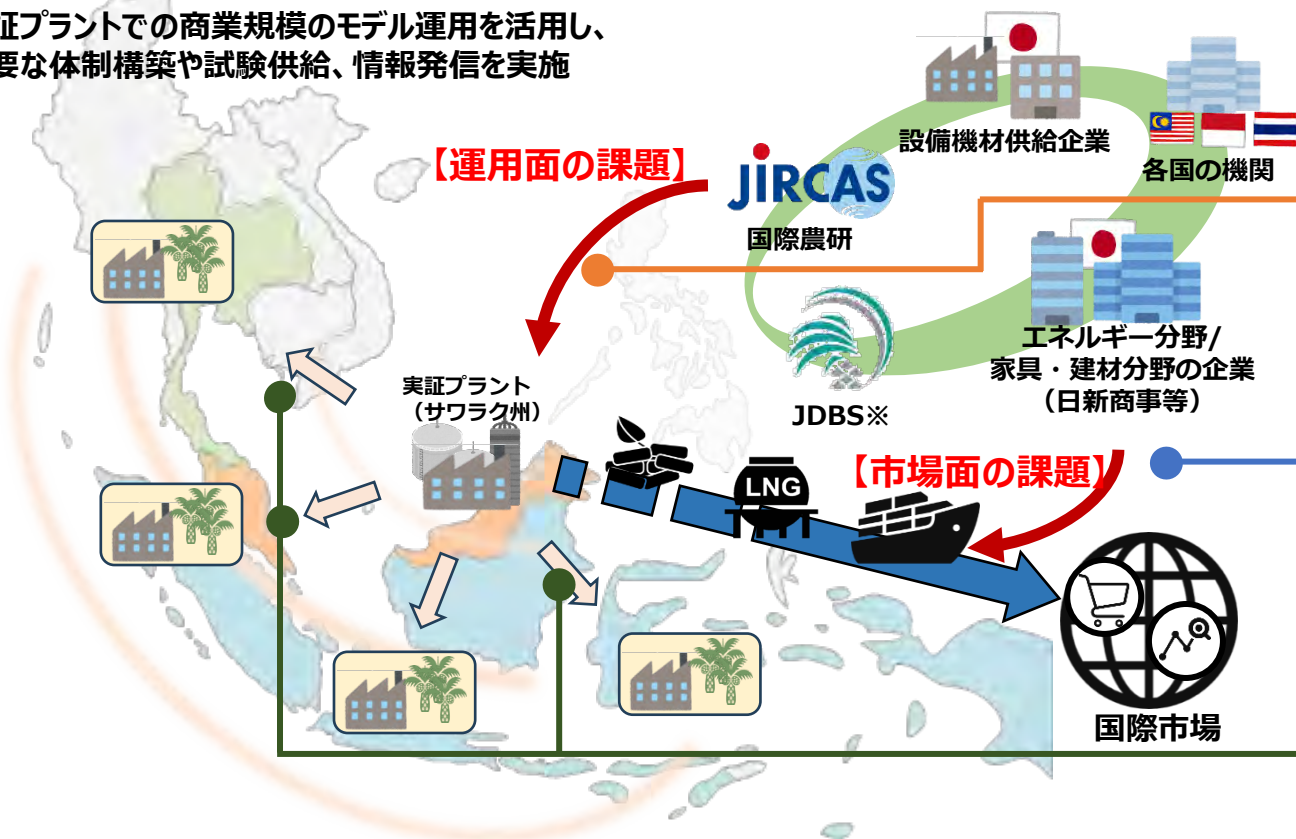 証プラントでの商業規模のモデル運用を活用し、
要な体制構築や試験供給、情報発信を実施
設備機材供給企業
各国の機関
【運用面の課題】
JIRCAS
国際農研
エネルギー分野/
家具・建材分野の企業
（日新商事等）
JDBS※
実証プラント
（サワラク州）
LNG
【市場面の課題】
国際市場